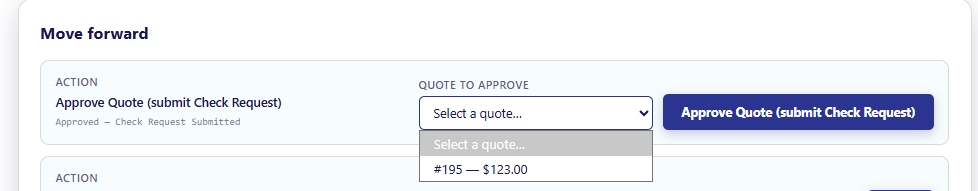 Move forward
ACTION
Approve Quote (submit Check Request)
Approved — Check Request Submitted
QUOTE TO APPROVE
Select a quote...
Select a quote...
#195 — $123.00
Approve Quote (submit Check Request)
ACTION